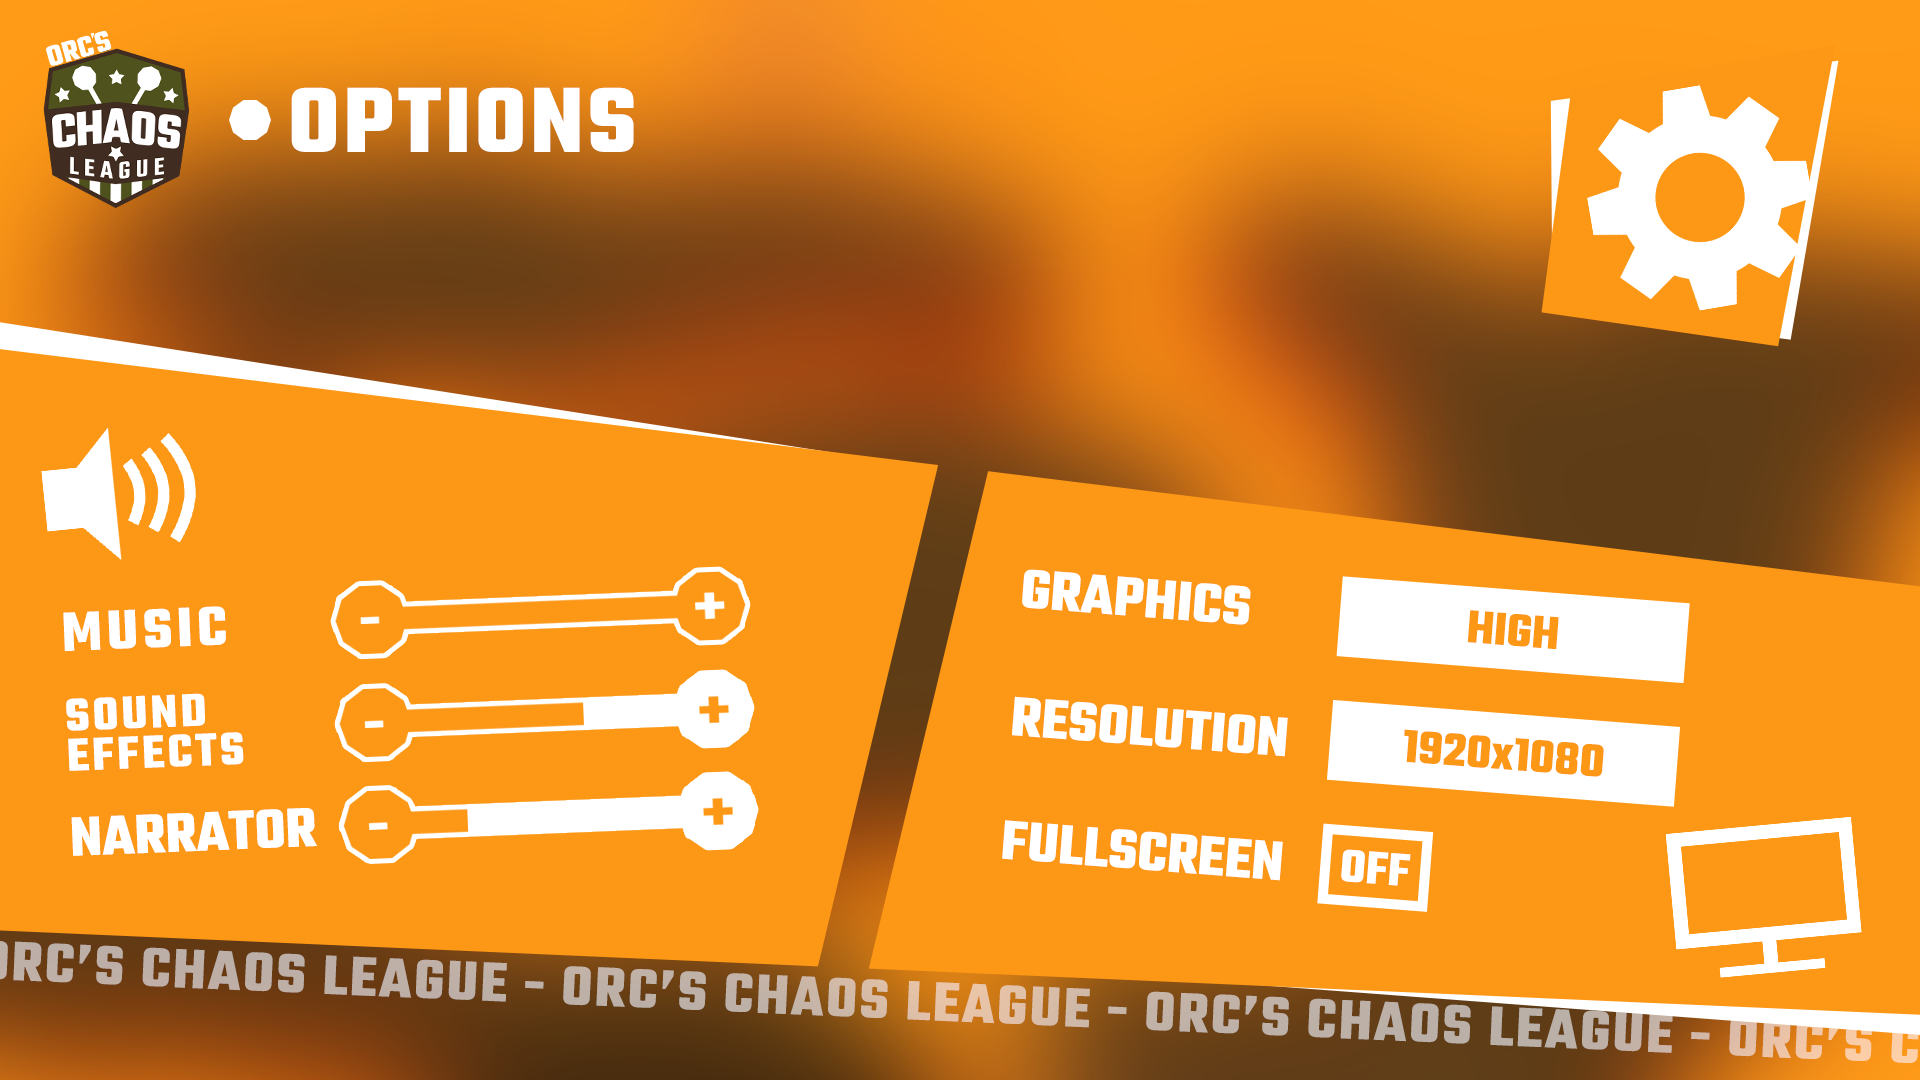 ORC'S
CHAOS
LEAGUE
OPTIONS
MUSIC
-
+
SOUND
EFFECTS
-
+
NARRATOR
-
+
GRAPHICS
HIGH
RESOLUTION
1920x1080
FULLSCREEN
OFF
ORC'S CHAOS LEAGUE - ORC'S CHAOS LEAGUE - ORC'S CHAOS LEAGUE - ORC'S C